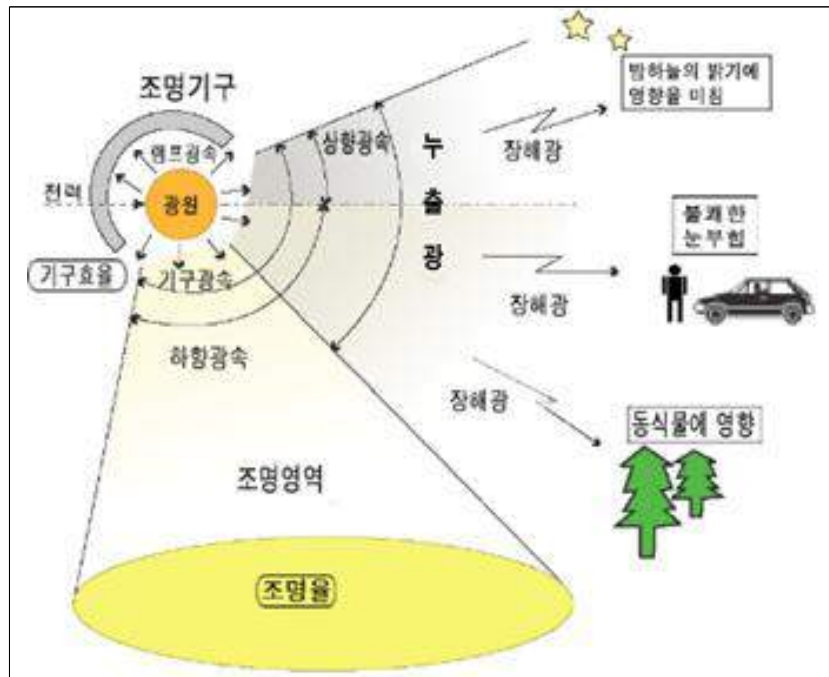 밤하늘의 밝기에
영향을 미침
조명기구
상향광속
누
출
광
장해광
램프광속
전력
광원
불쾌한
눈부힘
기구효율
기구광속
장해광
하향광속
장해광
동식물에 영향
조명영역
조명율